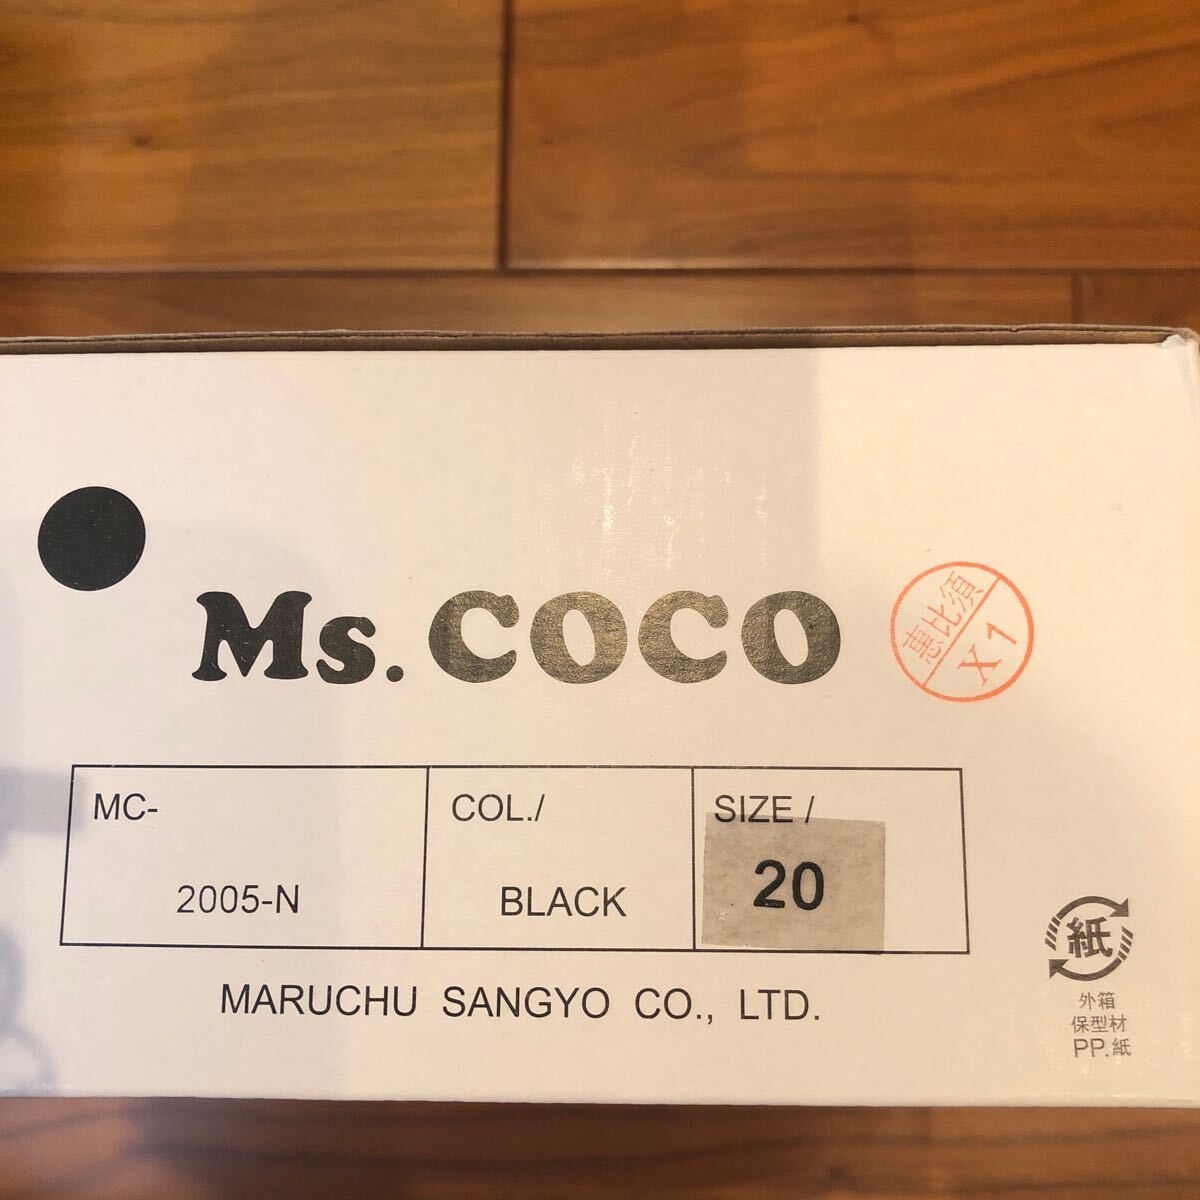 Ms. COCO
恵比須
X1
MC-
2005-N
COL./
BLACK
SIZE /
20
MARUCHU SANGYO CO., LTD.
紙
外箱
保型材
PP.紙